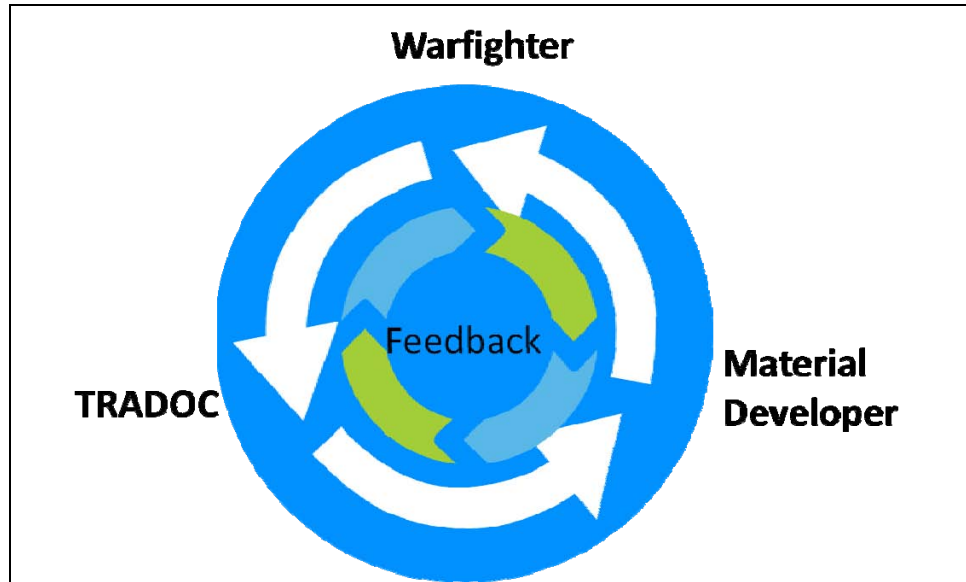 Warfighter
Feedback
TRADOC
Material
Developer